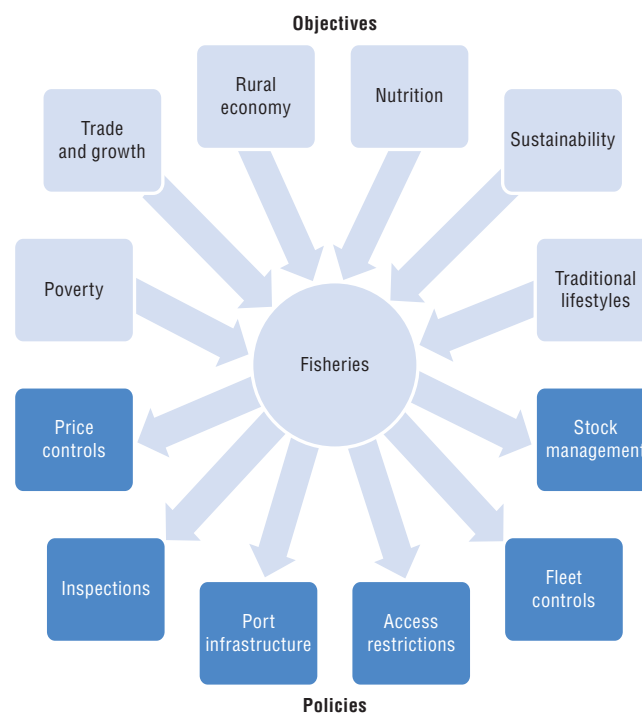 Objectives
Rural
economy
Nutrition
Trade
and growth
Sustainability
Poverty
Traditional
lifestyles
Fisheries
Price
controls
Stock
management
Inspections
Fleet
controls
Port
infrastructure
Access
restrictions
Policies